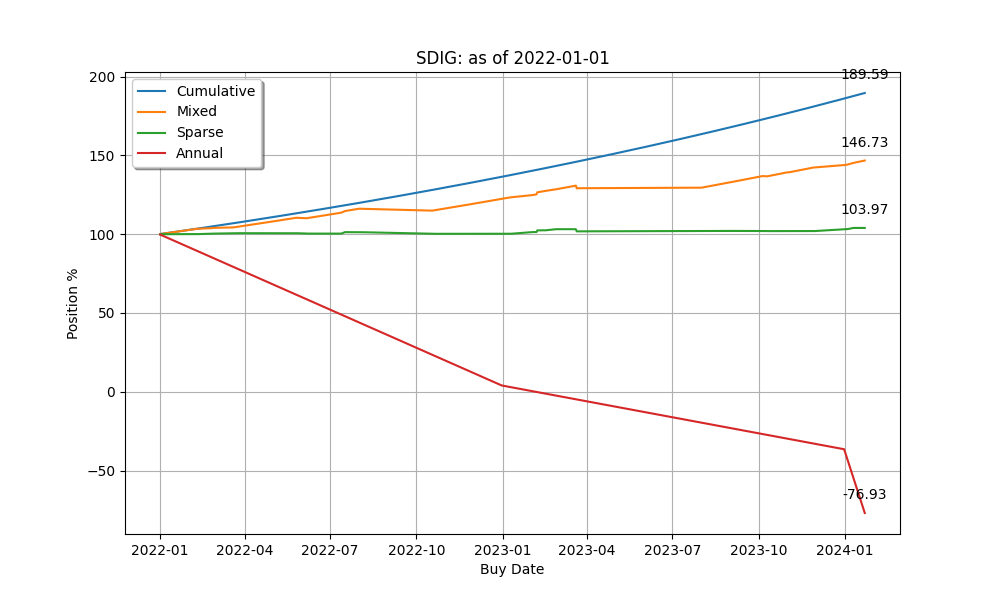 SDIG: as of 2022-01-01
Cumulative
Mixed
Sparse
Annual
189.59
146.73
103.97
-76.93
200
150
100
50
0
−50
Position %
2022-01 2022-04 2022-07 2022-10 2023-01 2023-04 2023-07 2023-10 2024-01
Buy Date